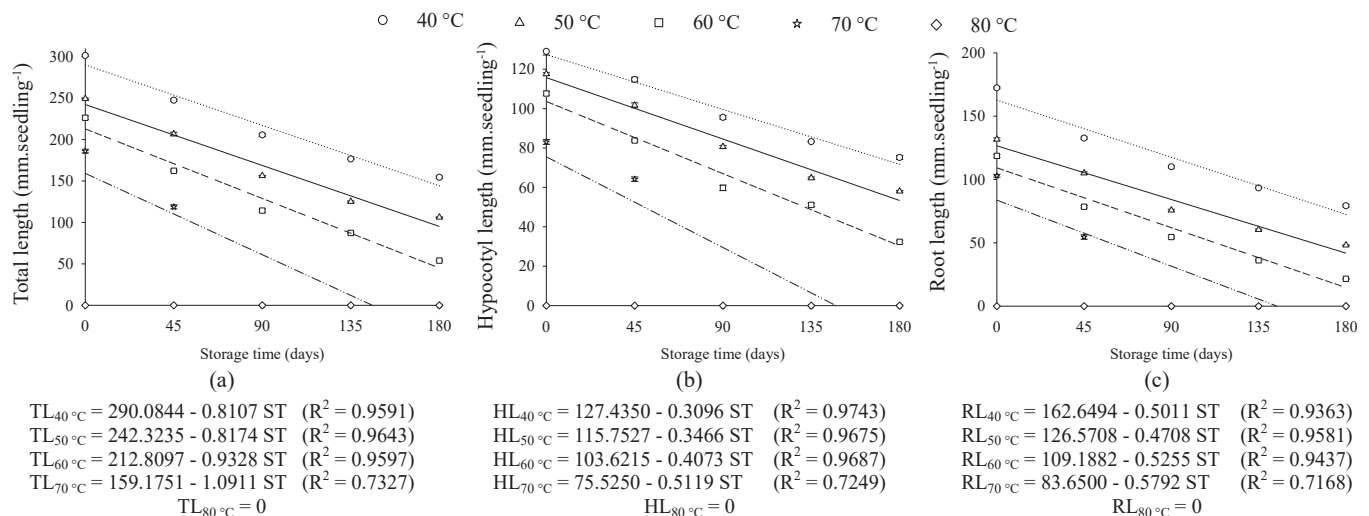 40 °C 50 °C 60 °C 70 °C 80 °C
Total length (mm.seedling⁻¹)
300
250
200
150
100
50
0
0 45 90 135 180
Storage time (days)
(a)
TL40 °C = 290.0844 - 0.8107 ST (R² = 0.9591)
TL50 °C = 242.3235 - 0.8174 ST (R² = 0.9643)
TL60 °C = 212.8097 - 0.9328 ST (R² = 0.9597)
TL70 °C = 159.1751 - 1.0911 ST (R² = 0.7327)
TL80 °C = 0
Hypocotyl length (mm.seedling⁻¹)
120
100
80
60
40
20
0
0 45 90 135 180
Storage time (days)
(b)
HL40 °C = 127.4350 - 0.3096 ST (R² = 0.9743)
HL50 °C = 115.7527 - 0.3466 ST (R² = 0.9675)
HL60 °C = 103.6215 - 0.4073 ST (R² = 0.9687)
HL70 °C = 75.5250 - 0.5119 ST (R² = 0.7249)
HL80 °C = 0
Root length (mm.seedling⁻¹)
200
150
100
50
0
0 45 90 135 180
Storage time (days)
(c)
RL40 °C = 162.6494 - 0.5011 ST (R² = 0.9363)
RL50 °C = 126.5708 - 0.4708 ST (R² = 0.9581)
RL60 °C = 109.1882 - 0.5255 ST (R² = 0.9437)
RL70 °C = 83.6500 - 0.5792 ST (R² = 0.7168)
RL80 °C = 0